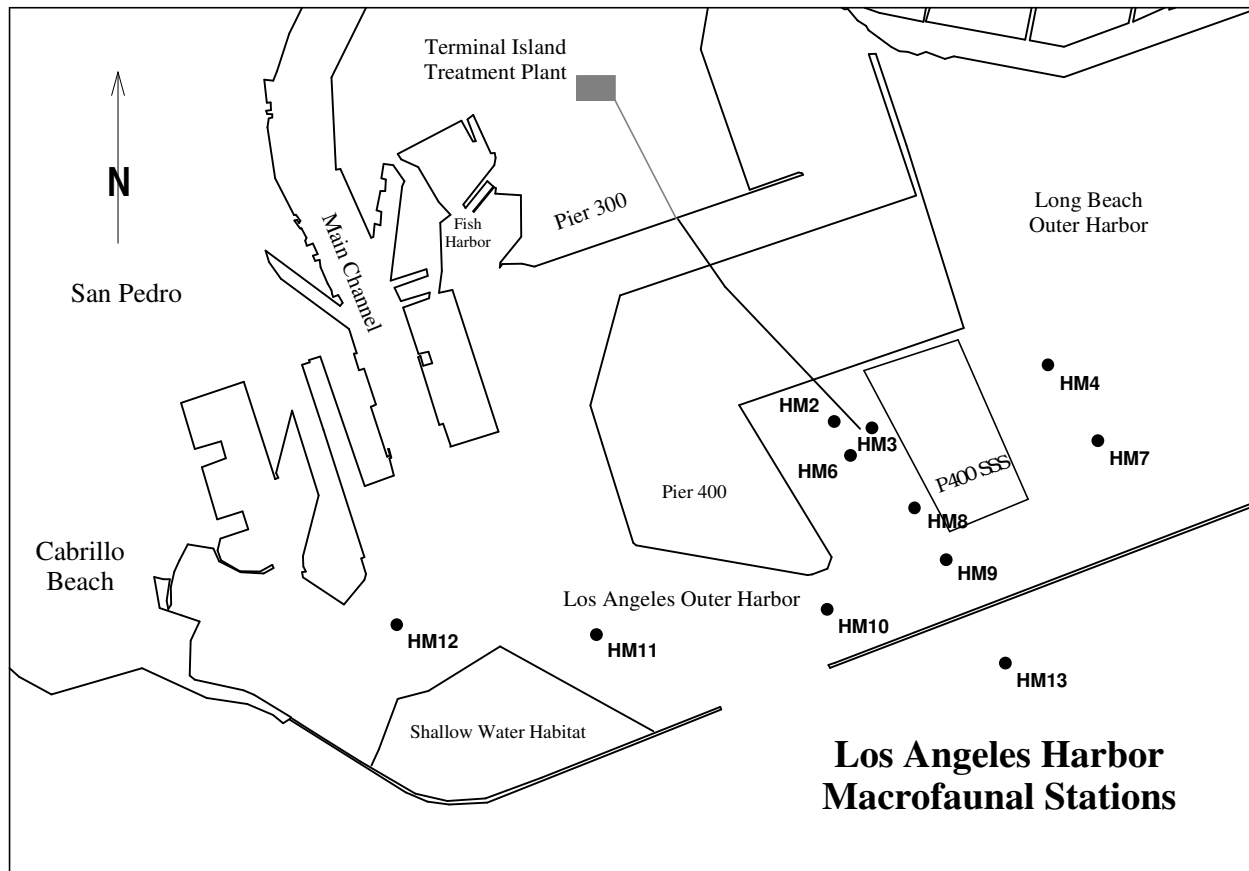 Terminal Island
Treatment Plant
N
Main Channel
Fish
Harbor
Pier 300
Long Beach
Outer Harbor
San Pedro
HM4
HM2
HM3
HM7
HM6
P400 SSS
Pier 400
HM8
Cabrillo
Beach
HM9
Los Angeles Outer Harbor
HM10
HM12
HM11
HM13
Shallow Water Habitat
Los Angeles Harbor
Macrofaunal Stations